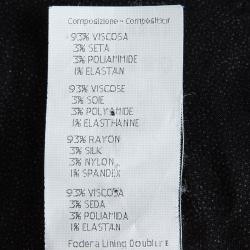 Composizione - Composition
93% VISCOSA
3% SETA
3% POLIAMMIDE
1% ELASTAN
93% VISCOSE
3% SOIE
3% POLYAMIDE
1% ELASTHANNE
93% RAYON
3% SILK
3% NYLON
1% SPANDEX
93% VISCOSA
3% SEDA
3% POLIAMIDA
1% ELASTAN
Fodera Lining Doublure